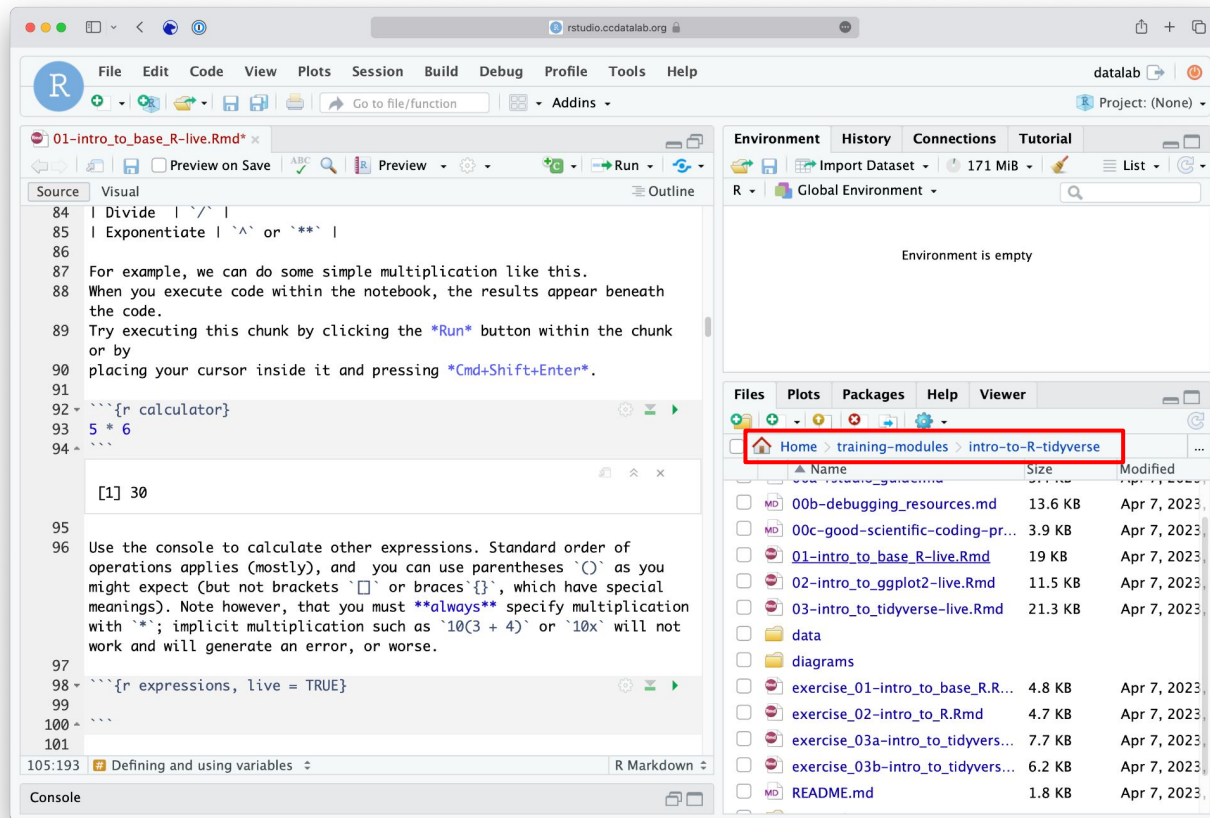 rstudio.ccdatalab.org
R File Edit Code View Plots Session Build Debug Profile Tools Help
datalab
Go to file/function
Addins
Project: (None)
01-intro_to_base_R-live.Rmd*
Preview on Save ABC Preview Run
Source Visual Outline
84 | Divide | `/` |
85 | Exponentiate | `^` or `**` |
86
87 For example, we can do some simple multiplication like this.
88 When you execute code within the notebook, the results appear beneath
the code.
89 Try executing this chunk by clicking the *Run* button within the chunk
or by
90 placing your cursor inside it and pressing *Cmd+Shift+Enter*.
91
92 ```{r calculator}
93 5 * 6
94 ```
[1] 30
95
96 Use the console to calculate other expressions. Standard order of
operations applies (mostly), and  you can use parentheses `()` as you
might expect (but not brackets `[]` or braces`{}`, which have special
meanings). Note however, that you must **always** specify multiplication
with `*`; implicit multiplication such as `10(3 + 4)` or `10x` will not
work and will generate an error, or worse.
97
98 ```{r expressions, live = TRUE}
99
100 ```
101
105:193 # Defining and using variables R Markdown
Console
Environment History Connections Tutorial
Import Dataset 171 MiB List
R Global Environment
Environment is empty
Files Plots Packages Help Viewer
Home > training-modules > intro-to-R-tidyverse ...
Name Size Modified
MD 00b-debugging_resources.md 13.6 KB Apr 7, 2023,
MD 00c-good-scientific-coding-pr... 3.9 KB Apr 7, 2023,
01-intro_to_base_R-live.Rmd 19 KB Apr 7, 2023,
02-intro_to_ggplot2-live.Rmd 11.5 KB Apr 7, 2023,
03-intro_to_tidyverse-live.Rmd 21.3 KB Apr 7, 2023,
data
diagrams
exercise_01-intro_to_base_R.R... 4.8 KB Apr 7, 2023,
exercise_02-intro_to_R.Rmd 4.7 KB Apr 7, 2023,
exercise_03a-intro_to_tidyvers... 7.7 KB Apr 7, 2023,
exercise_03b-intro_to_tidyvers... 6.2 KB Apr 7, 2023,
MD README.md 1.8 KB Apr 7, 2023,